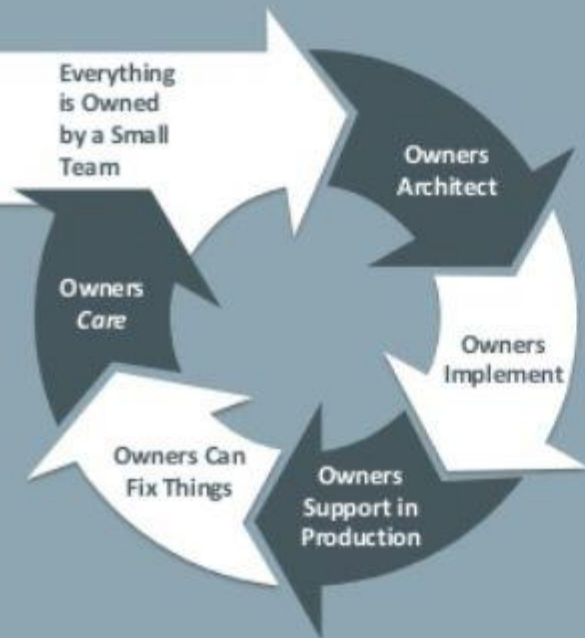 Everything
is Owned
by a Small
Team
Owners
Architect
Owners
Implement
Owners
Support in
Production
Owners Can
Fix Things
Owners
Care